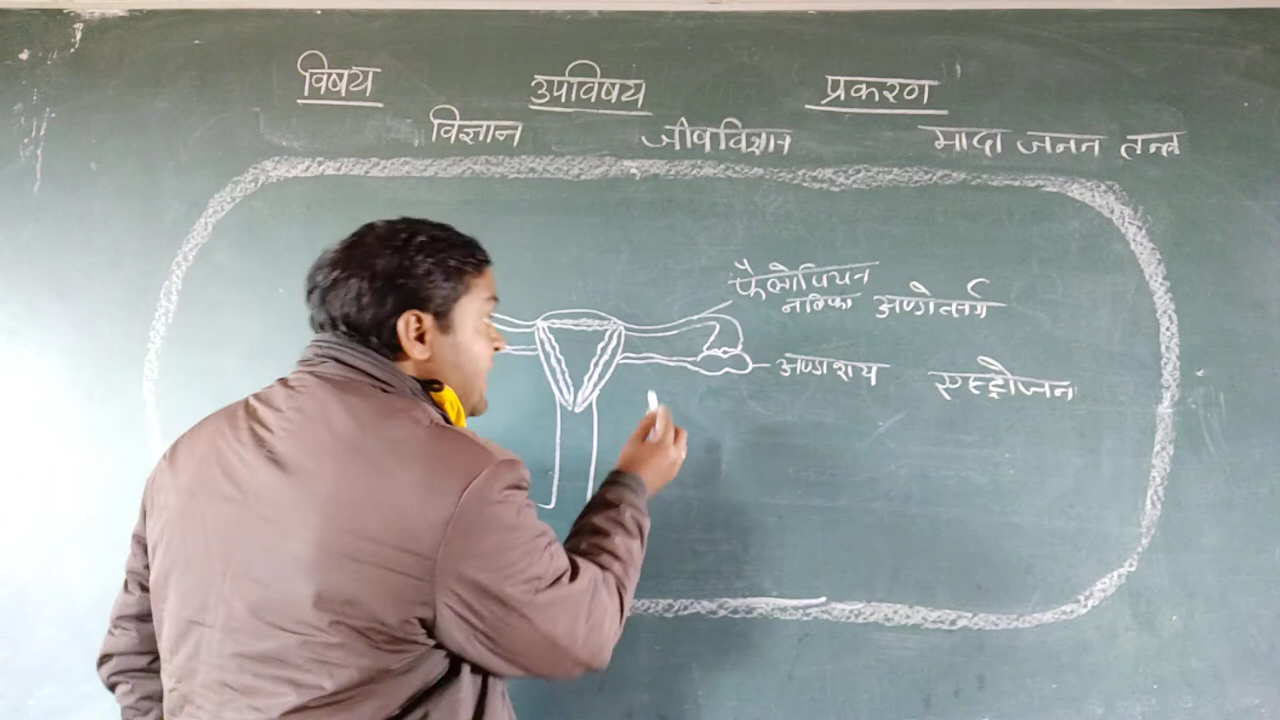 विषय उपविषय प्रकरण
विज्ञान जीवविज्ञान मादा जनन तन्त्र
फैलोपियन
नलिका अण्डोत्सर्ग
अण्डाशय एस्ट्रोजन